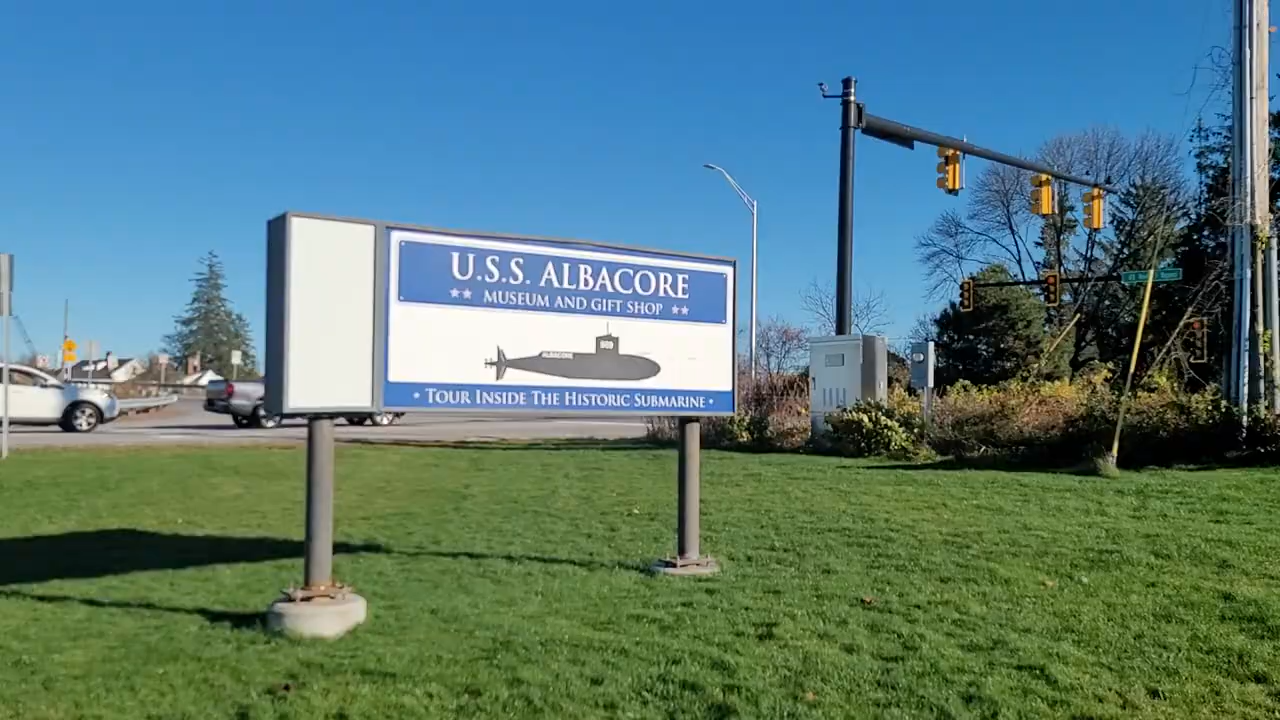 U.S.S. ALBACORE
★★ MUSEUM AND GIFT SHOP ★★
569
ALBACORE
• TOUR INSIDE THE HISTORIC SUBMARINE •